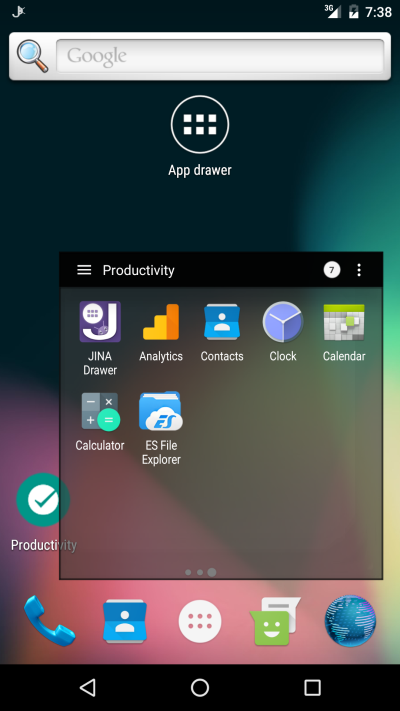 3G
7:38
Google
App drawer
Productivity
7
JINA
Drawer
Analytics
Contacts
Clock
Calendar
Calculator
ES File
Explorer
Productivity